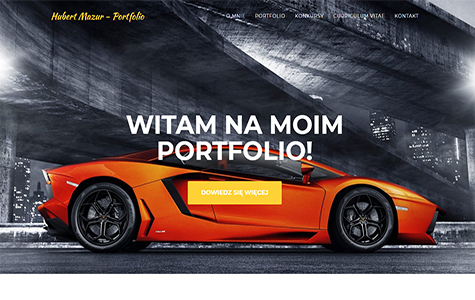 Hubert Mazur - Portfolio
O MNIE PORTFOLIO KONKURSY CURRICULUM VITAE KONTAKT
WITAM NA MOIM
PORTFOLIO!
DOWIEDZ SIĘ WIĘCEJ